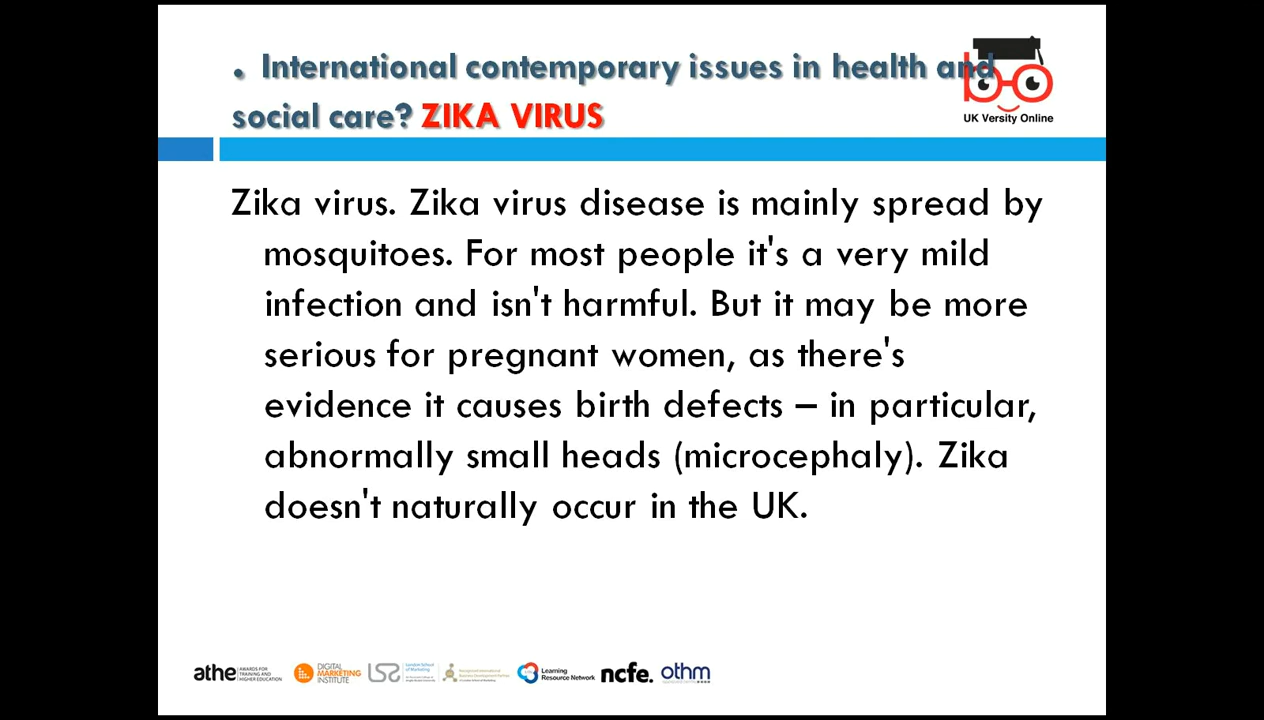 . International contemporary issues in health and
social care? ZIKA VIRUS
UK Versity Online
Zika virus. Zika virus disease is mainly spread by
mosquitoes. For most people it's a very mild
infection and isn't harmful. But it may be more
serious for pregnant women, as there's
evidence it causes birth defects – in particular,
abnormally small heads (microcephaly). Zika
doesn't naturally occur in the UK.
athe AWARDS FOR TRAINING AND HIGHER EDUCATION
DIGITAL MARKETING INSTITUTE
London School of Marketing
Learning Resource Network
ncfe.
othm